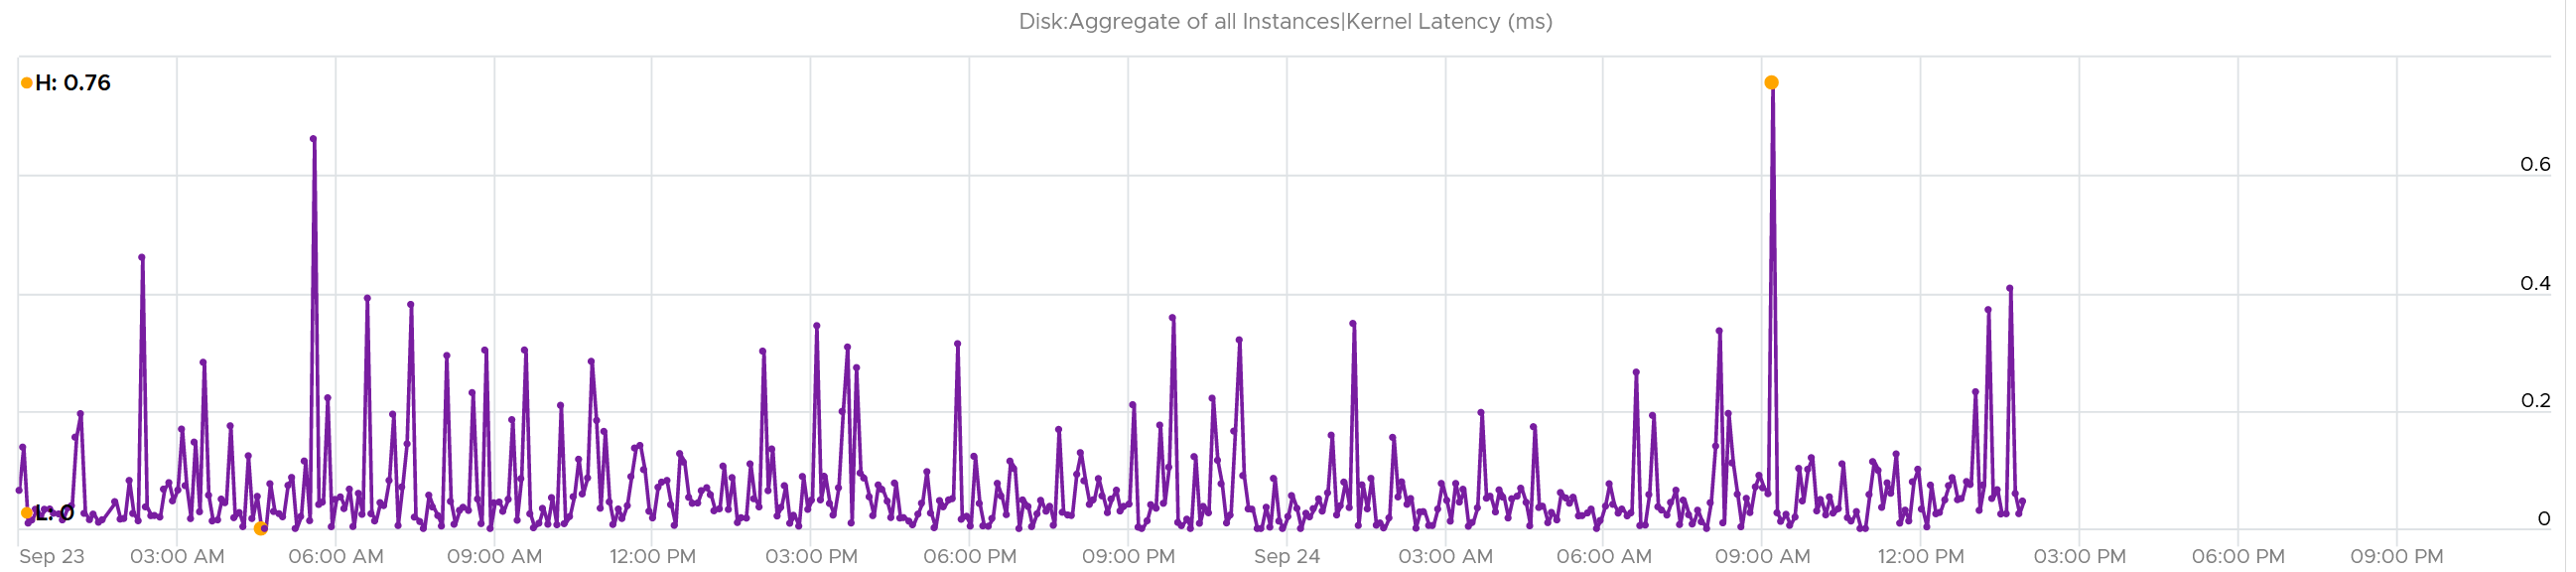 Disk:Aggregate of all Instances|Kernel Latency (ms)
H: 0.76
0.6
0.4
0.2
L: 0
0
Sep 23 03:00 AM 06:00 AM 09:00 AM 12:00 PM 03:00 PM 06:00 PM 09:00 PM Sep 24 03:00 AM 06:00 AM 09:00 AM 12:00 PM 03:00 PM 06:00 PM 09:00 PM